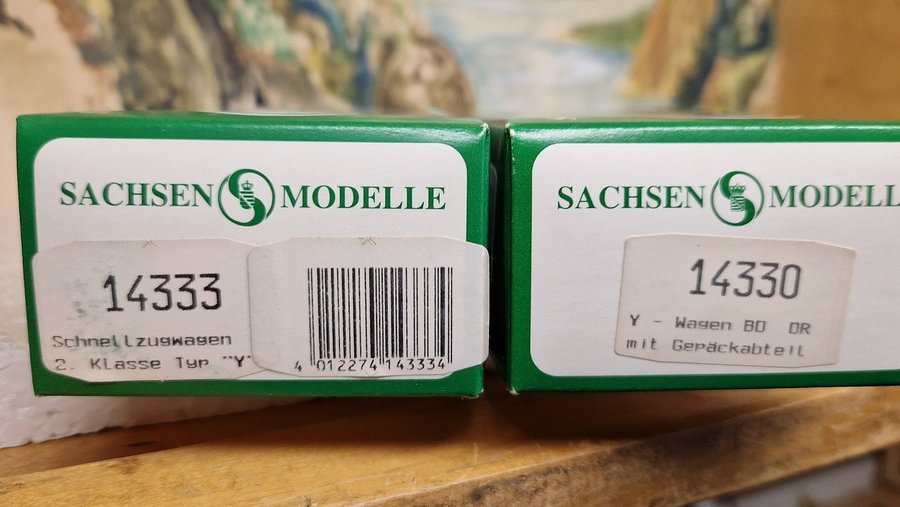 SACHSEN MODELLE
14333
Schnellzugwagen
2. Klasse Typ "Y"
4 012274 143334
SACHSEN MODELL
14330
Y - Wagen BD DR
mit Gepäckabteil